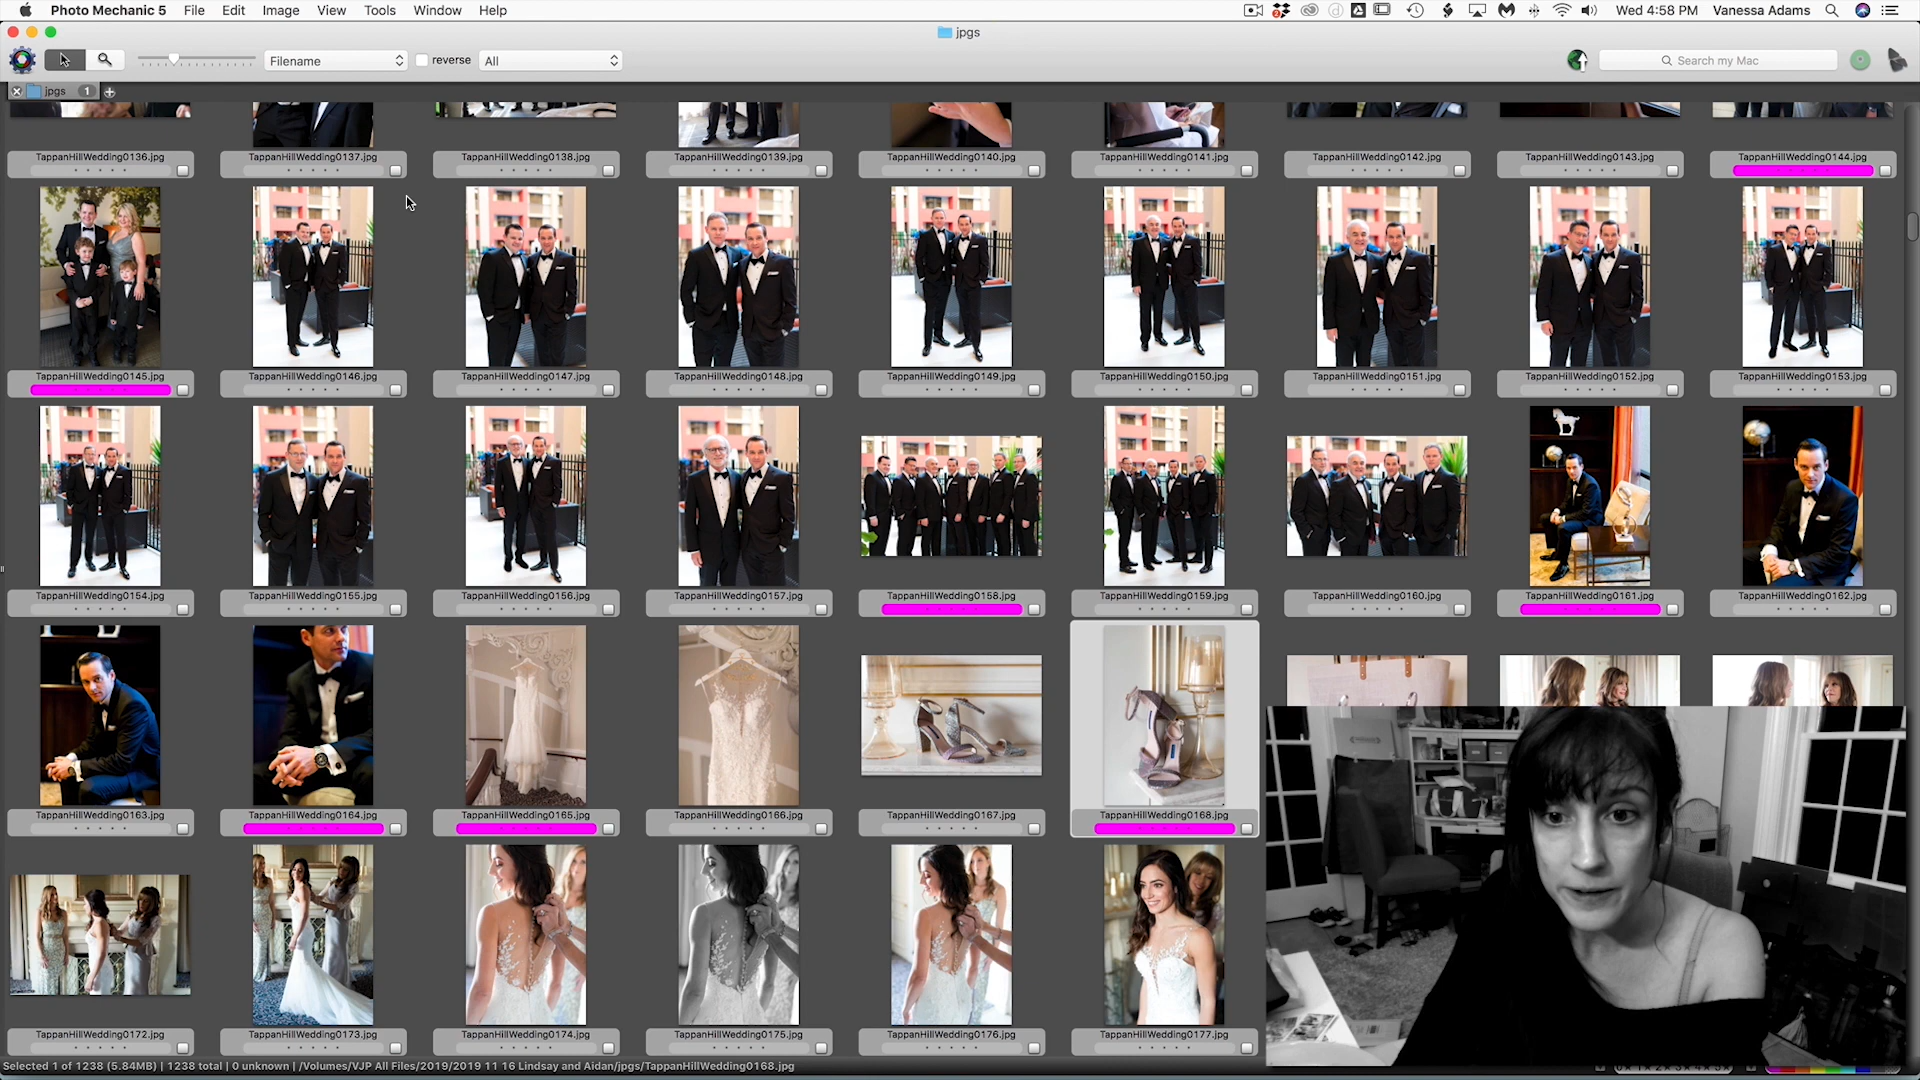 Photo Mechanic 5 File Edit Image View Tools Window Help
Wed 4:58 PM Vanessa Adams
jpgs
Filename reverse All
Search my Mac
jpgs 1
TappanHillWedding0136.jpg TappanHillWedding0137.jpg TappanHillWedding0138.jpg TappanHillWedding0139.jpg TappanHillWedding0140.jpg TappanHillWedding0141.jpg TappanHillWedding0142.jpg TappanHillWedding0143.jpg TappanHillWedding0144.jpg
TappanHillWedding0145.jpg TappanHillWedding0146.jpg TappanHillWedding0147.jpg TappanHillWedding0148.jpg TappanHillWedding0149.jpg TappanHillWedding0150.jpg TappanHillWedding0151.jpg TappanHillWedding0152.jpg TappanHillWedding0153.jpg
TappanHillWedding0154.jpg TappanHillWedding0155.jpg TappanHillWedding0156.jpg TappanHillWedding0157.jpg TappanHillWedding0158.jpg TappanHillWedding0159.jpg TappanHillWedding0160.jpg TappanHillWedding0161.jpg TappanHillWedding0162.jpg
TappanHillWedding0163.jpg TappanHillWedding0164.jpg TappanHillWedding0165.jpg TappanHillWedding0166.jpg TappanHillWedding0167.jpg TappanHillWedding0168.jpg
TappanHillWedding0172.jpg TappanHillWedding0173.jpg TappanHillWedding0174.jpg TappanHillWedding0175.jpg TappanHillWedding0176.jpg TappanHillWedding0177.jpg
Selected 1 of 1238 (5.84MB) | 1238 total | 0 unknown | /Volumes/VJP All Files/2019/2019 11 16 Lindsay and Aidan/jpgs/TappanHillWedding0168.jpg